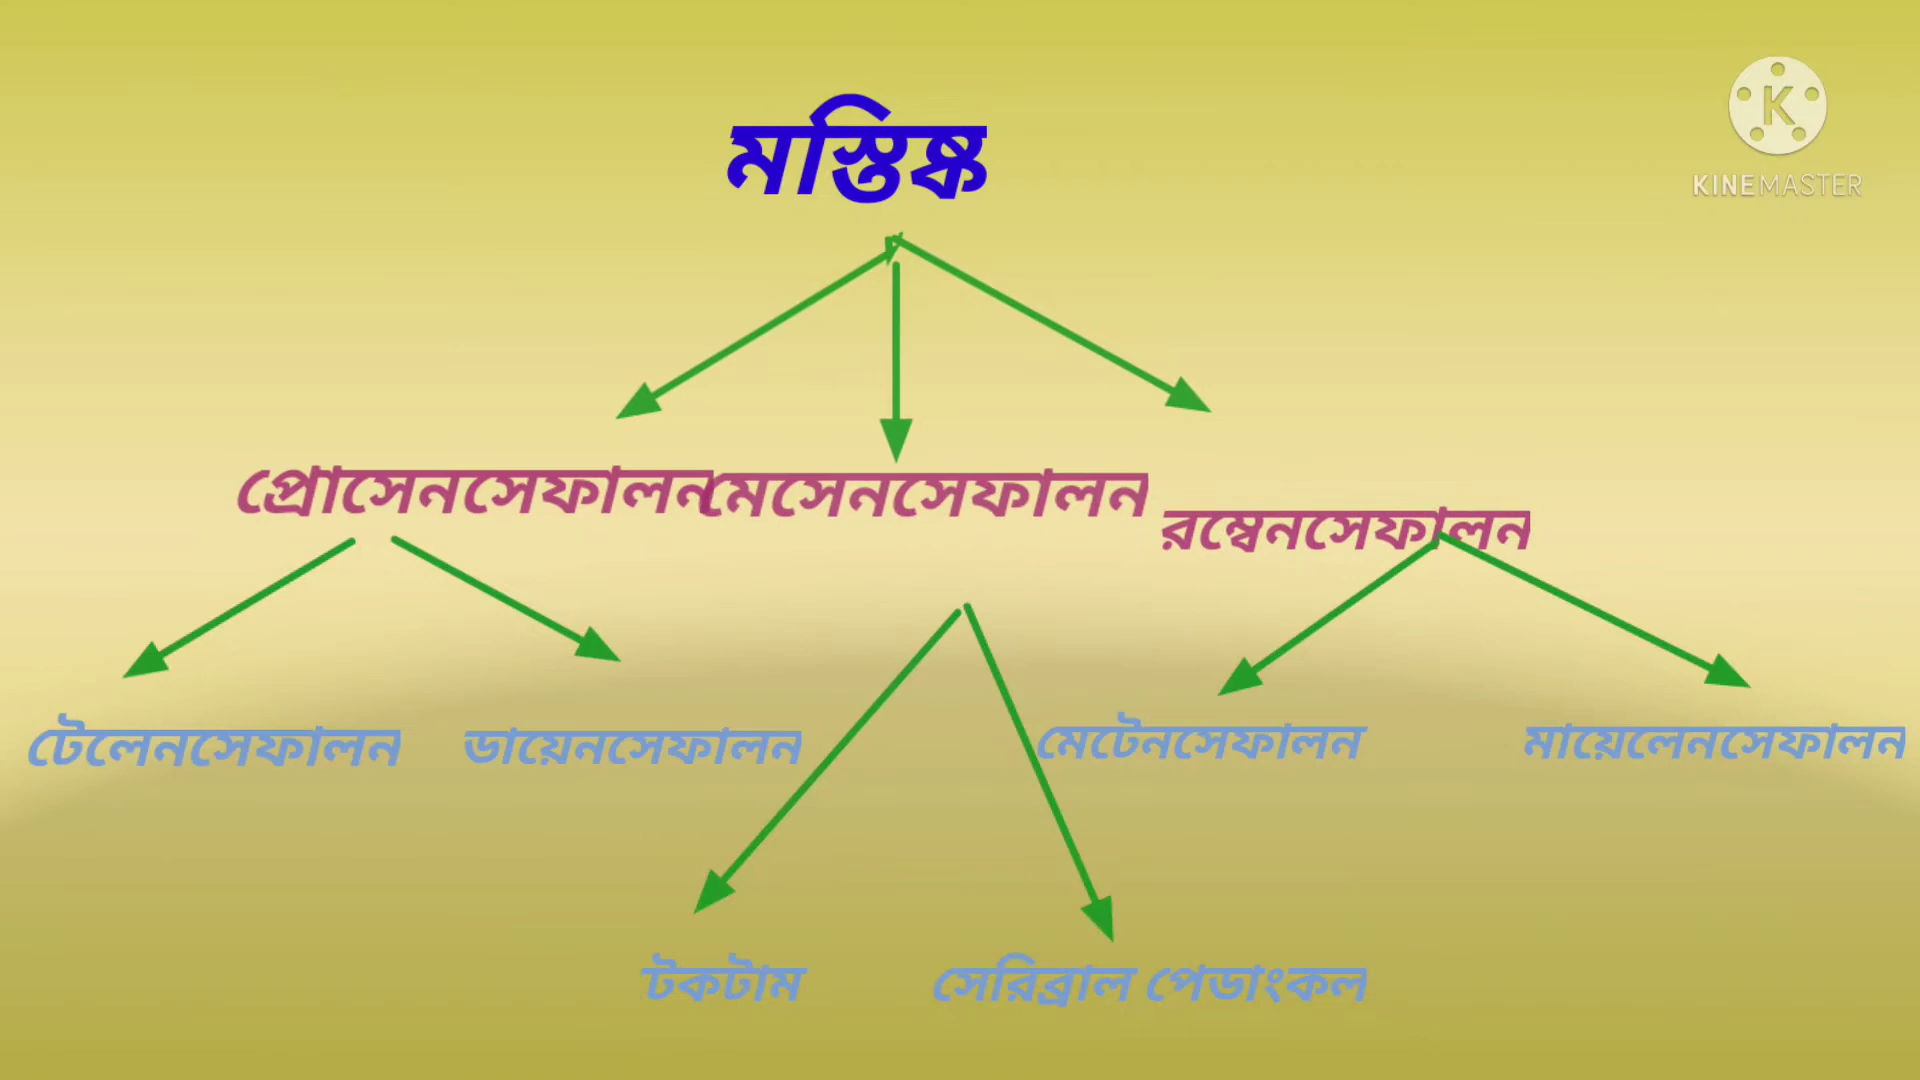 মস্তিষ্ক
KINEMASTER
প্রোসেনসেফালন
মেসেনসেফালন
রম্বেনসেফালন
টেলেনসেফালন
ডায়েনসেফালন
মেটেনসেফালন
মায়েলেনসেফালন
টকটাম
সেরিব্রাল পেডাংকল